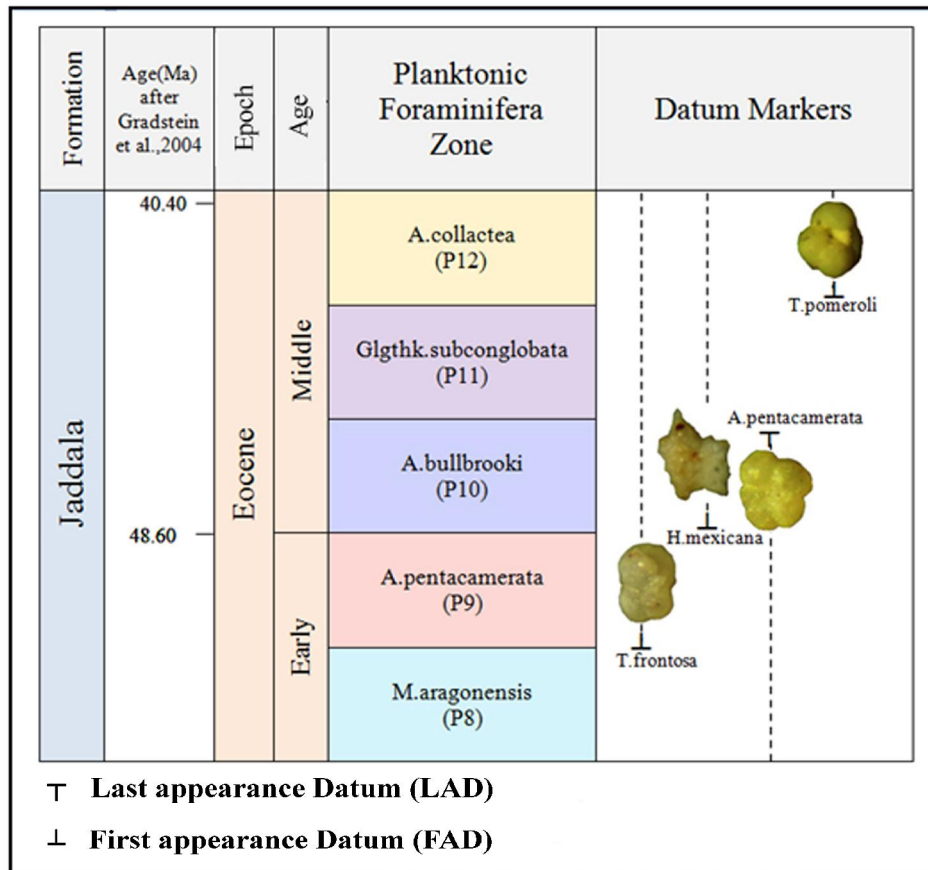 Formation
Age(Ma)
after
Gradstein
et al.,2004
Epoch
Age
Planktonic
Foraminifera
Zone
Datum Markers
Jaddala
40.40
48.60
Eocene
Middle
Early
A.collactea
(P12)
Glgthk.subconglobata
(P11)
A.bullbrooki
(P10)
A.pentacamerata
(P9)
M.aragonensis
(P8)
T.pomeroli
A.pentacamerata
H.mexicana
T.frontosa
Last appearance Datum (LAD)
First appearance Datum (FAD)